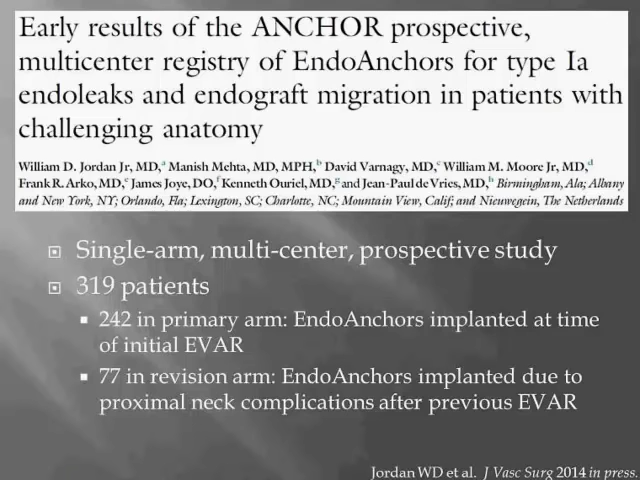 Early results of the ANCHOR prospective,
multicenter registry of EndoAnchors for type Ia
endoleaks and endograft migration in patients with
challenging anatomy
William D. Jordan Jr, MD,a Manish Mehta, MD, MPH,b David Varnagy, MD,c William M. Moore Jr, MD,d
Frank R. Arko, MD,e James Joye, DO,f Kenneth Ouriel, MD,g and Jean-Paul de Vries, MD,h Birmingham, Ala; Albany
and New York, NY; Orlando, Fla; Lexington, SC; Charlotte, NC; Mountain View, Calif; and Nieuwegein, The Netherlands
Single-arm, multi-center, prospective study
319 patients
242 in primary arm: EndoAnchors implanted at time
of initial EVAR
77 in revision arm: EndoAnchors implanted due to
proximal neck complications after previous EVAR
Jordan WD et al. J Vasc Surg 2014 in press.